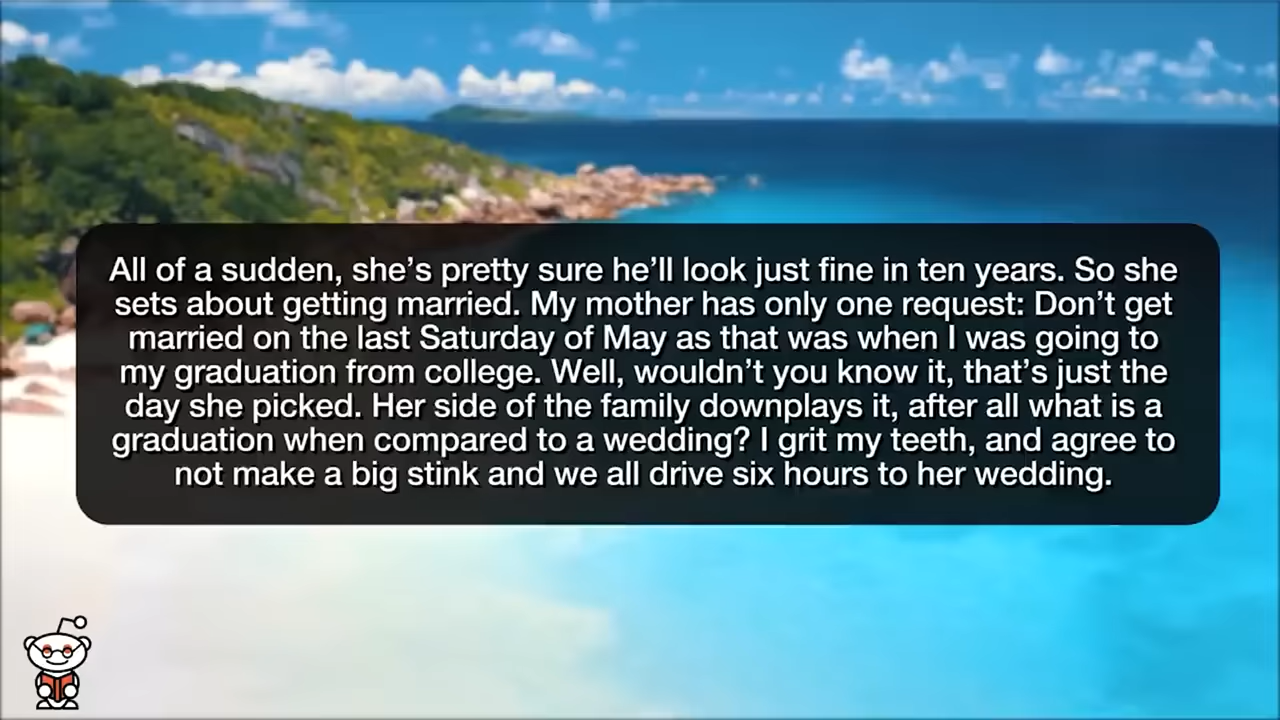 All of a sudden, she’s pretty sure he’ll look just fine in ten years. So she
sets about getting married. My mother has only one request: Don’t get
married on the last Saturday of May as that was when I was going to
my graduation from college. Well, wouldn’t you know it, that’s just the
day she picked. Her side of the family downplays it, after all what is a
graduation when compared to a wedding? I grit my teeth, and agree to
not make a big stink and we all drive six hours to her wedding.